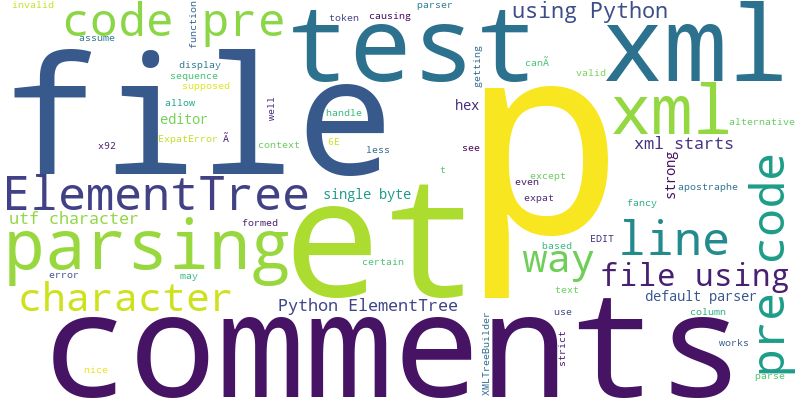 invalid
code pre
function
test
token
causing
parser
using Python
xml
assume
display
sequence
supposed
getting
canÃ
valid
file
p
xml
allow
editor
well
handle
hex
alternative
x92
ExpatError
Ã
context
6E
less
see
xml starts
ElementTree
single byte
t
except
even
expat
strong
apostraphe
pre code
utf character
formed
et
fancy
line
EDIT
based
parsing
error
may
certain
way
file using
text
character
Python ElementTree
default parser
comments
XMLTreeBuilder
use
strict
column
works
nice
parse